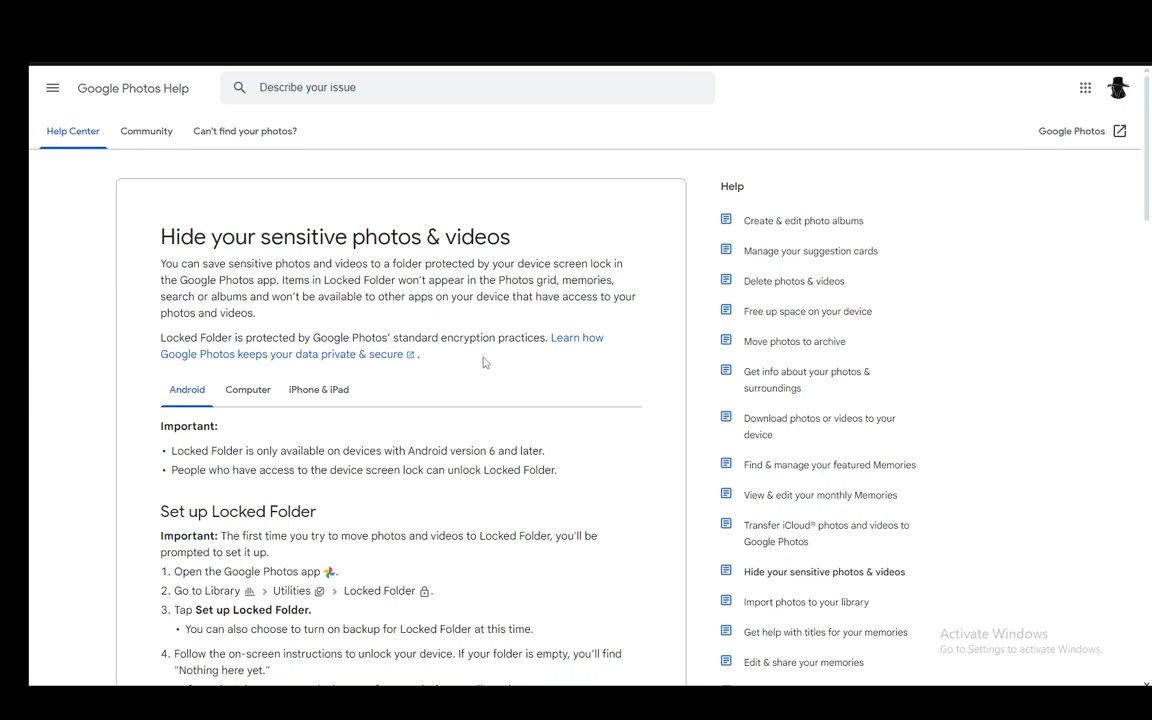 Google Photos Help
Describe your issue
Help Center
Community
Can't find your photos?
Google Photos
Hide your sensitive photos & videos
You can save sensitive photos and videos to a folder protected by your device screen lock in
the Google Photos app. Items in Locked Folder won't appear in the Photos grid, memories,
search or albums and won't be available to other apps on your device that have access to your
photos and videos.
Locked Folder is protected by Google Photos' standard encryption practices. Learn how
Google Photos keeps your data private & secure .
Android
Computer
iPhone & iPad
Important:
• Locked Folder is only available on devices with Android version 6 and later.
• People who have access to the device screen lock can unlock Locked Folder.
Set up Locked Folder
Important: The first time you try to move photos and videos to Locked Folder, you'll be
prompted to set it up.
1. Open the Google Photos app .
2. Go to Library > Utilities > Locked Folder .
3. Tap Set up Locked Folder.
• You can also choose to turn on backup for Locked Folder at this time.
4. Follow the on-screen instructions to unlock your device. If your folder is empty, you'll find
"Nothing here yet."
Help
Create & edit photo albums
Manage your suggestion cards
Delete photos & videos
Free up space on your device
Move photos to archive
Get info about your photos &
surroundings
Download photos or videos to your
device
Find & manage your featured Memories
View & edit your monthly Memories
Transfer iCloud® photos and videos to
Google Photos
Hide your sensitive photos & videos
Import photos to your library
Get help with titles for your memories
Edit & share your memories
Activate Windows
Go to Settings to activate Windows.